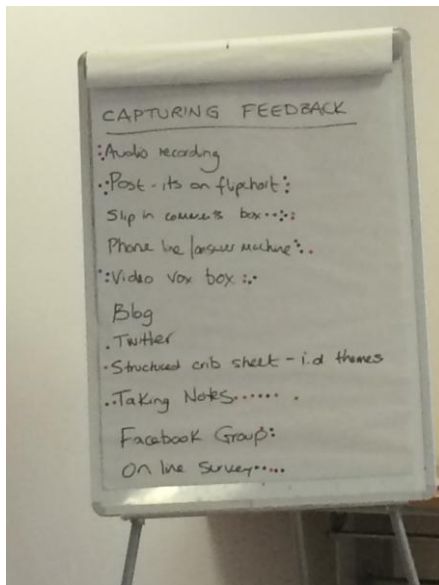 CAPTURING FEEDBACK
Audio recording
Post-its on flipchart
Slip in comments box
Phone line/answer machine
Video vox box
Blog
Twitter
Structured crib sheet - i.d themes
Taking Notes
Facebook Group
On line survey